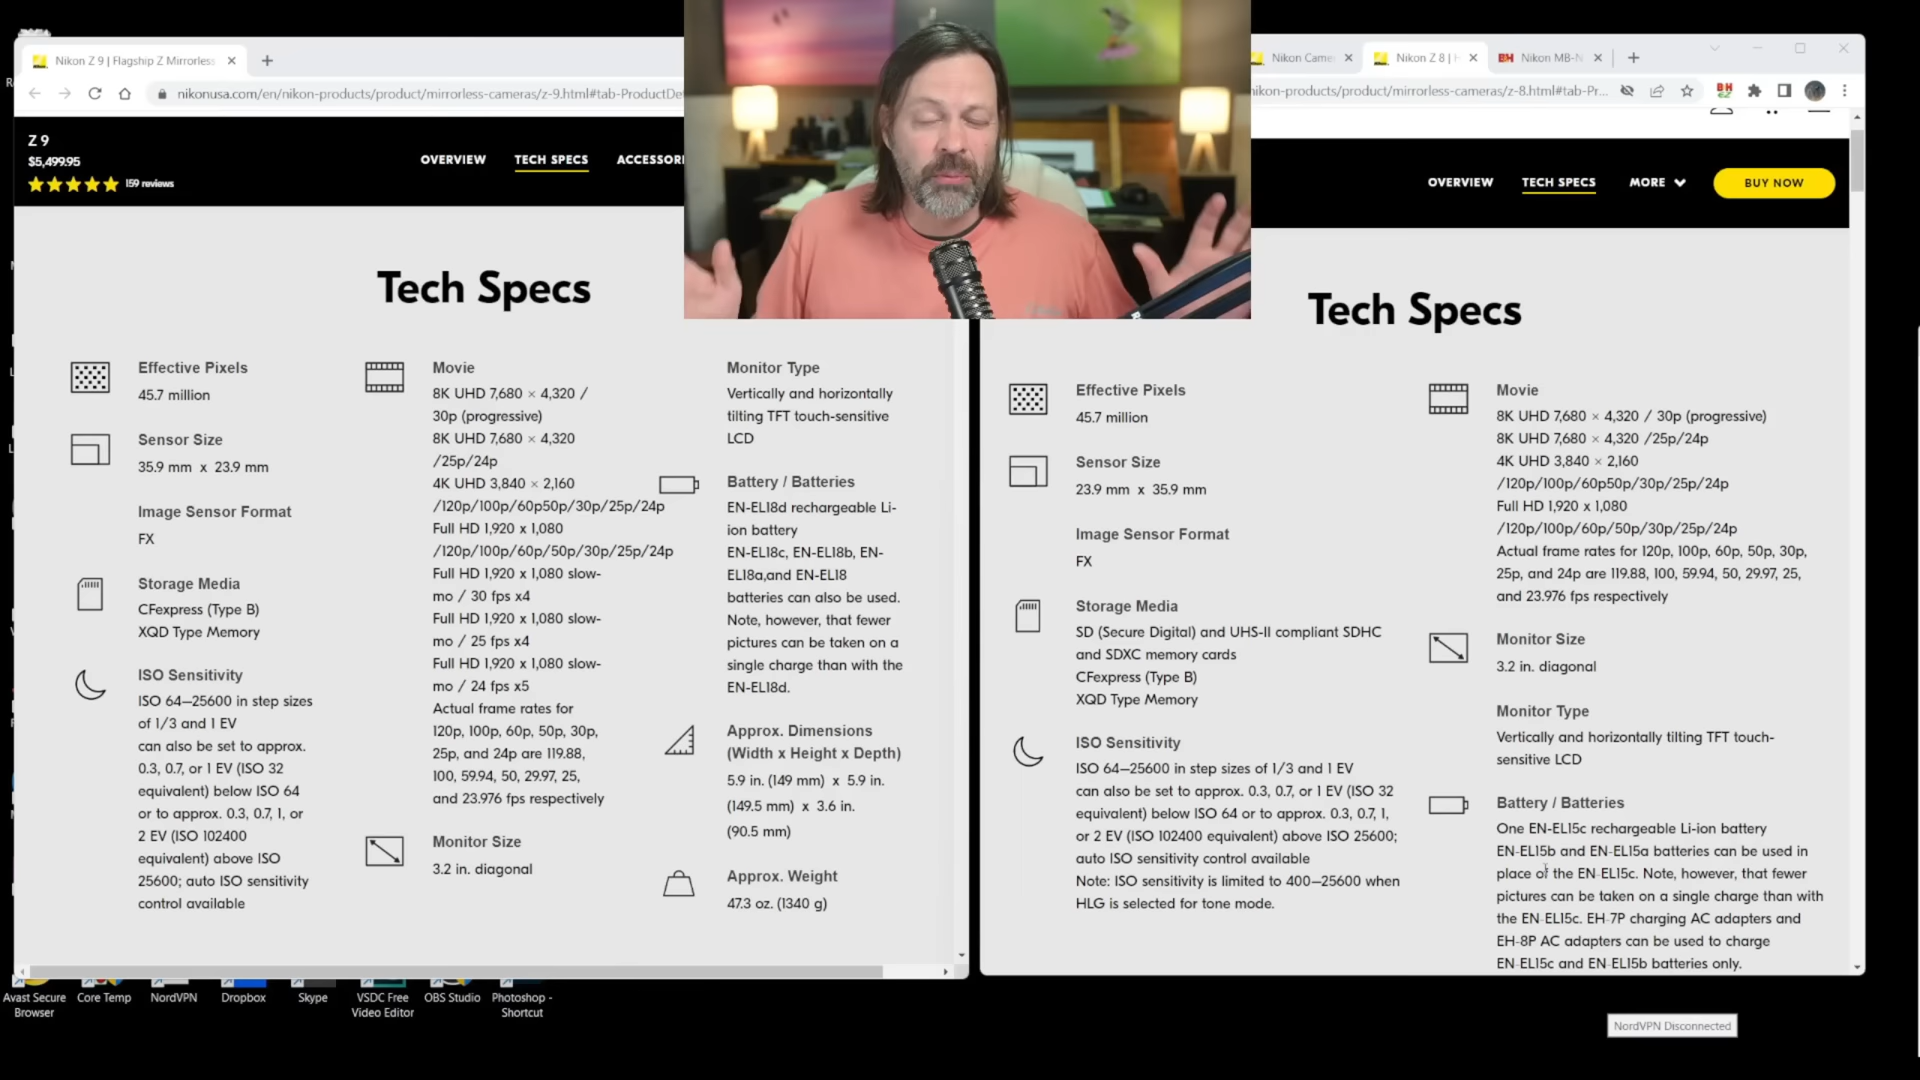 Nikon Z 9 | Flagship Z Mirrorless
nikonusa.com/en/nikon-products/product/mirrorless-cameras/z-9.html#tab-ProductDe
Z 9
$5,499.95
159 reviews
OVERVIEW
TECH SPECS
ACCESSORI
Tech Specs
Effective Pixels
45.7 million
Sensor Size
35.9 mm x 23.9 mm
Image Sensor Format
FX
Storage Media
CFexpress (Type B)
XQD Type Memory
ISO Sensitivity
ISO 64–25600 in step sizes
of 1/3 and 1 EV
can also be set to approx.
0.3, 0.7, or 1 EV (ISO 32
equivalent) below ISO 64
or to approx. 0.3, 0.7, 1, or
2 EV (ISO 102400
equivalent) above ISO
25600; auto ISO sensitivity
control available
Movie
8K UHD 7,680 × 4,320 /
30p (progressive)
8K UHD 7,680 × 4,320
/25p/24p
4K UHD 3,840 × 2,160
/120p/100p/60p50p/30p/25p/24p
Full HD 1,920 x 1,080
/120p/100p/60p/50p/30p/25p/24p
Full HD 1,920 x 1,080 slow-
mo / 30 fps x4
Full HD 1,920 x 1,080 slow-
mo / 25 fps x4
Full HD 1,920 x 1,080 slow-
mo / 24 fps x5
Actual frame rates for
120p, 100p, 60p, 50p, 30p,
25p, and 24p are 119.88,
100, 59.94, 50, 29.97, 25,
and 23.976 fps respectively
Monitor Size
3.2 in. diagonal
Monitor Type
Vertically and horizontally
tilting TFT touch-sensitive
LCD
Battery / Batteries
EN-EL18d rechargeable Li-
ion battery
EN-EL18c, EN-EL18b, EN-
EL18a,and EN-EL18
batteries can also be used.
Note, however, that fewer
pictures can be taken on a
single charge than with the
EN-EL18d.
Approx. Dimensions
(Width x Height x Depth)
5.9 in. (149 mm) x 5.9 in.
(149.5 mm) x 3.6 in.
(90.5 mm)
Approx. Weight
47.3 oz. (1340 g)
Nikon Came
Nikon Z 8 | H
BH Nikon MB-N
nikon-products/product/mirrorless-cameras/z-8.html#tab-Pr...
BH
OVERVIEW
TECH SPECS
MORE
BUY NOW
Tech Specs
Effective Pixels
45.7 million
Sensor Size
23.9 mm x 35.9 mm
Image Sensor Format
FX
Storage Media
SD (Secure Digital) and UHS-II compliant SDHC
and SDXC memory cards
CFexpress (Type B)
XQD Type Memory
ISO Sensitivity
ISO 64–25600 in step sizes of 1/3 and 1 EV
can also be set to approx. 0.3, 0.7, or 1 EV (ISO 32
equivalent) below ISO 64 or to approx. 0.3, 0.7, 1,
or 2 EV (ISO 102400 equivalent) above ISO 25600;
auto ISO sensitivity control available
Note: ISO sensitivity is limited to 400–25600 when
HLG is selected for tone mode.
Movie
8K UHD 7,680 × 4,320 / 30p (progressive)
8K UHD 7,680 × 4,320 /25p/24p
4K UHD 3,840 × 2,160
/120p/100p/60p50p/30p/25p/24p
Full HD 1,920 x 1,080
/120p/100p/60p/50p/30p/25p/24p
Actual frame rates for 120p, 100p, 60p, 50p, 30p,
25p, and 24p are 119.88, 100, 59.94, 50, 29.97, 25,
and 23.976 fps respectively
Monitor Size
3.2 in. diagonal
Monitor Type
Vertically and horizontally tilting TFT touch-
sensitive LCD
Battery / Batteries
One EN-EL15c rechargeable Li-ion battery
EN-EL15b and EN-EL15a batteries can be used in
place of the EN-EL15c. Note, however, that fewer
pictures can be taken on a single charge than with
the EN-EL15c. EH-7P charging AC adapters and
EH-8P AC adapters can be used to charge
EN-EL15c and EN-EL15b batteries only.
Avast Secure
Browser
Core Temp
NordVPN
Dropbox
Skype
VSDC Free
Video Editor
OBS Studio
Photoshop -
Shortcut
NordVPN Disconnected